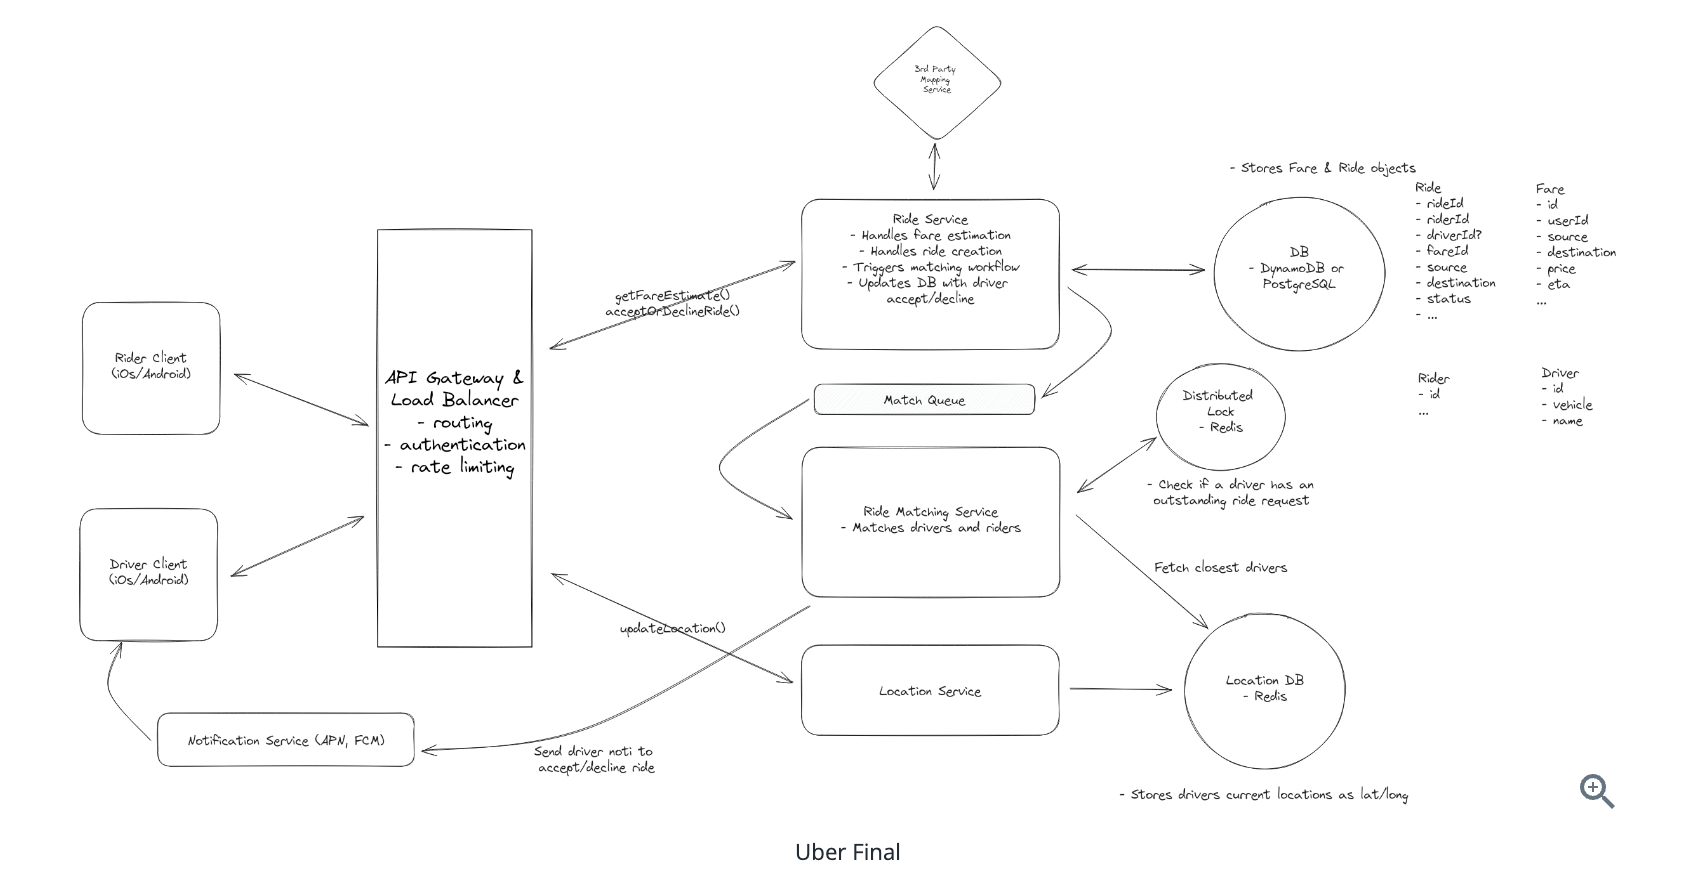 3rd Party
Mapping
Service
- Stores Fare & Ride objects
Ride Service
- Handles fare estimation
- Handles ride creation
- Triggers matching workflow
- Updates DB with driver
accept/decline
DB
- DynamoDB or
PostgreSQL
Ride
- rideId
- riderId
- driverId?
- fareId
- source
- destination
- status
- ...
Fare
- id
- userId
- source
- destination
- price
- eta
...
getFareEstimate()
acceptOrDeclineRide()
Rider Client
(iOs/Android)
API Gateway &
Load Balancer
- routing
- authentication
- rate limiting
Match Queue
Distributed
Lock
- Redis
Rider
- id
...
Driver
- id
- vehicle
- name
- Check if a driver has an
outstanding ride request
Ride Matching Service
- Matches drivers and riders
Driver Client
(iOs/Android)
Fetch closest drivers
updateLocation()
Location Service
Location DB
- Redis
Notification Service (APN, FCM)
Send driver noti to
accept/decline ride
- Stores drivers current locations as lat/long
Uber Final